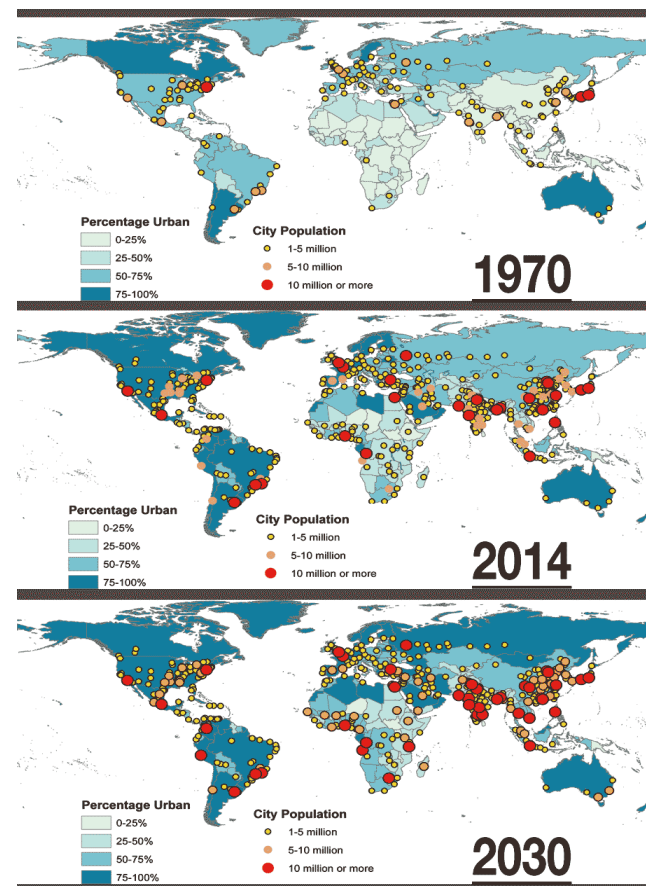 Percentage Urban
0-25%
25-50%
50-75%
75-100%
City Population
1-5 million
5-10 million
10 million or more
1970
Percentage Urban
0-25%
25-50%
50-75%
75-100%
City Population
1-5 million
5-10 million
10 million or more
2014
Percentage Urban
0-25%
25-50%
50-75%
75-100%
City Population
1-5 million
5-10 million
10 million or more
2030